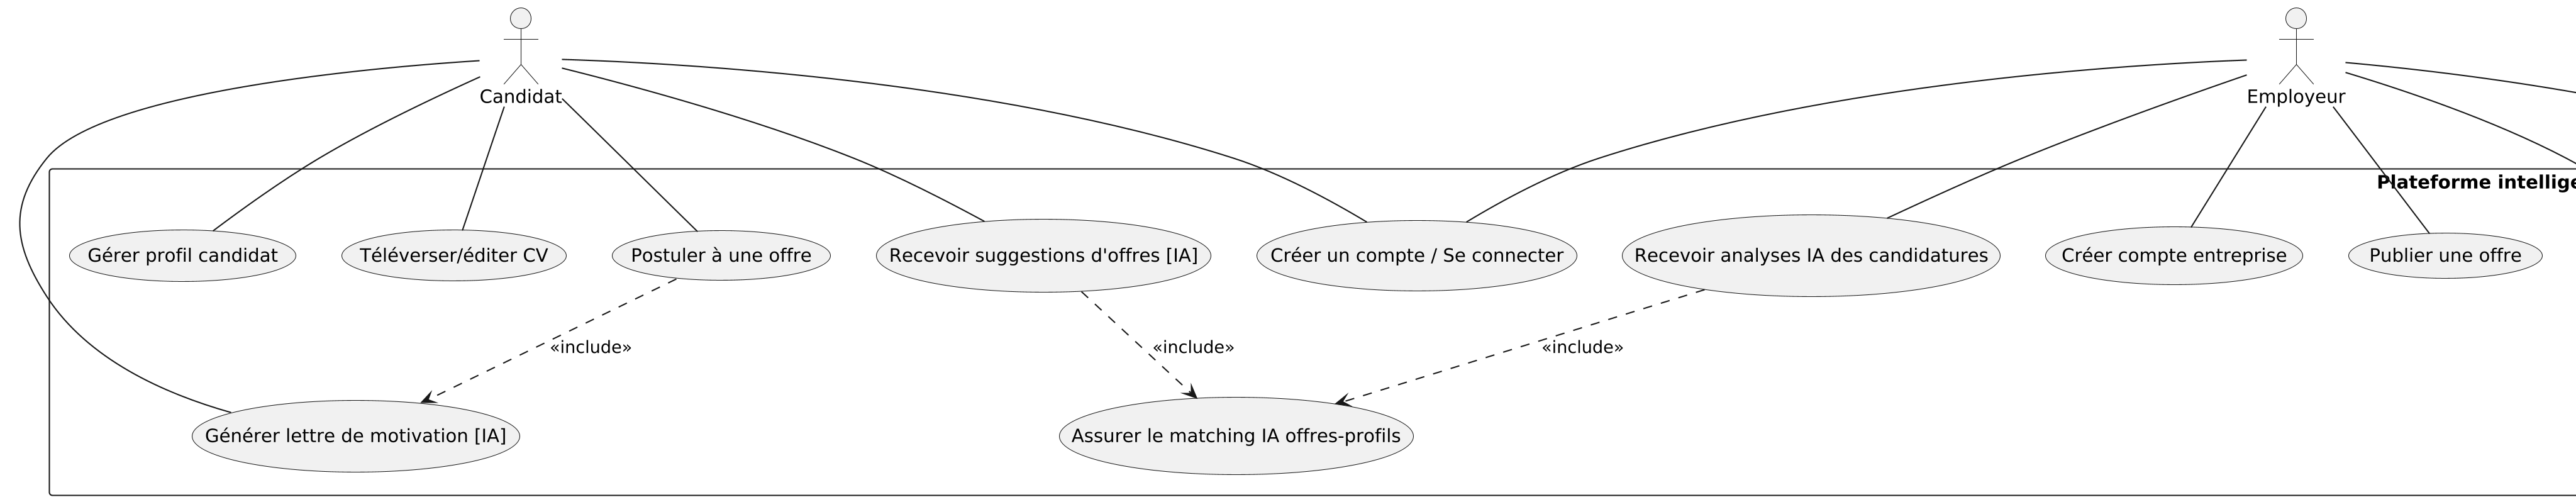 Candidat
Employeur
Plateforme
Gérer profil candidat
Téléverser/éditer CV
Postuler à une offre
Recevoir suggestions d'offres [IA]
Créer un compte / Se connecter
Recevoir analyses IA des candidatures
Créer compte entreprise
Publier une offre
«include»
«include»
«include»
Générer lettre de motivation [IA]
Assurer le matching IA offres-profils